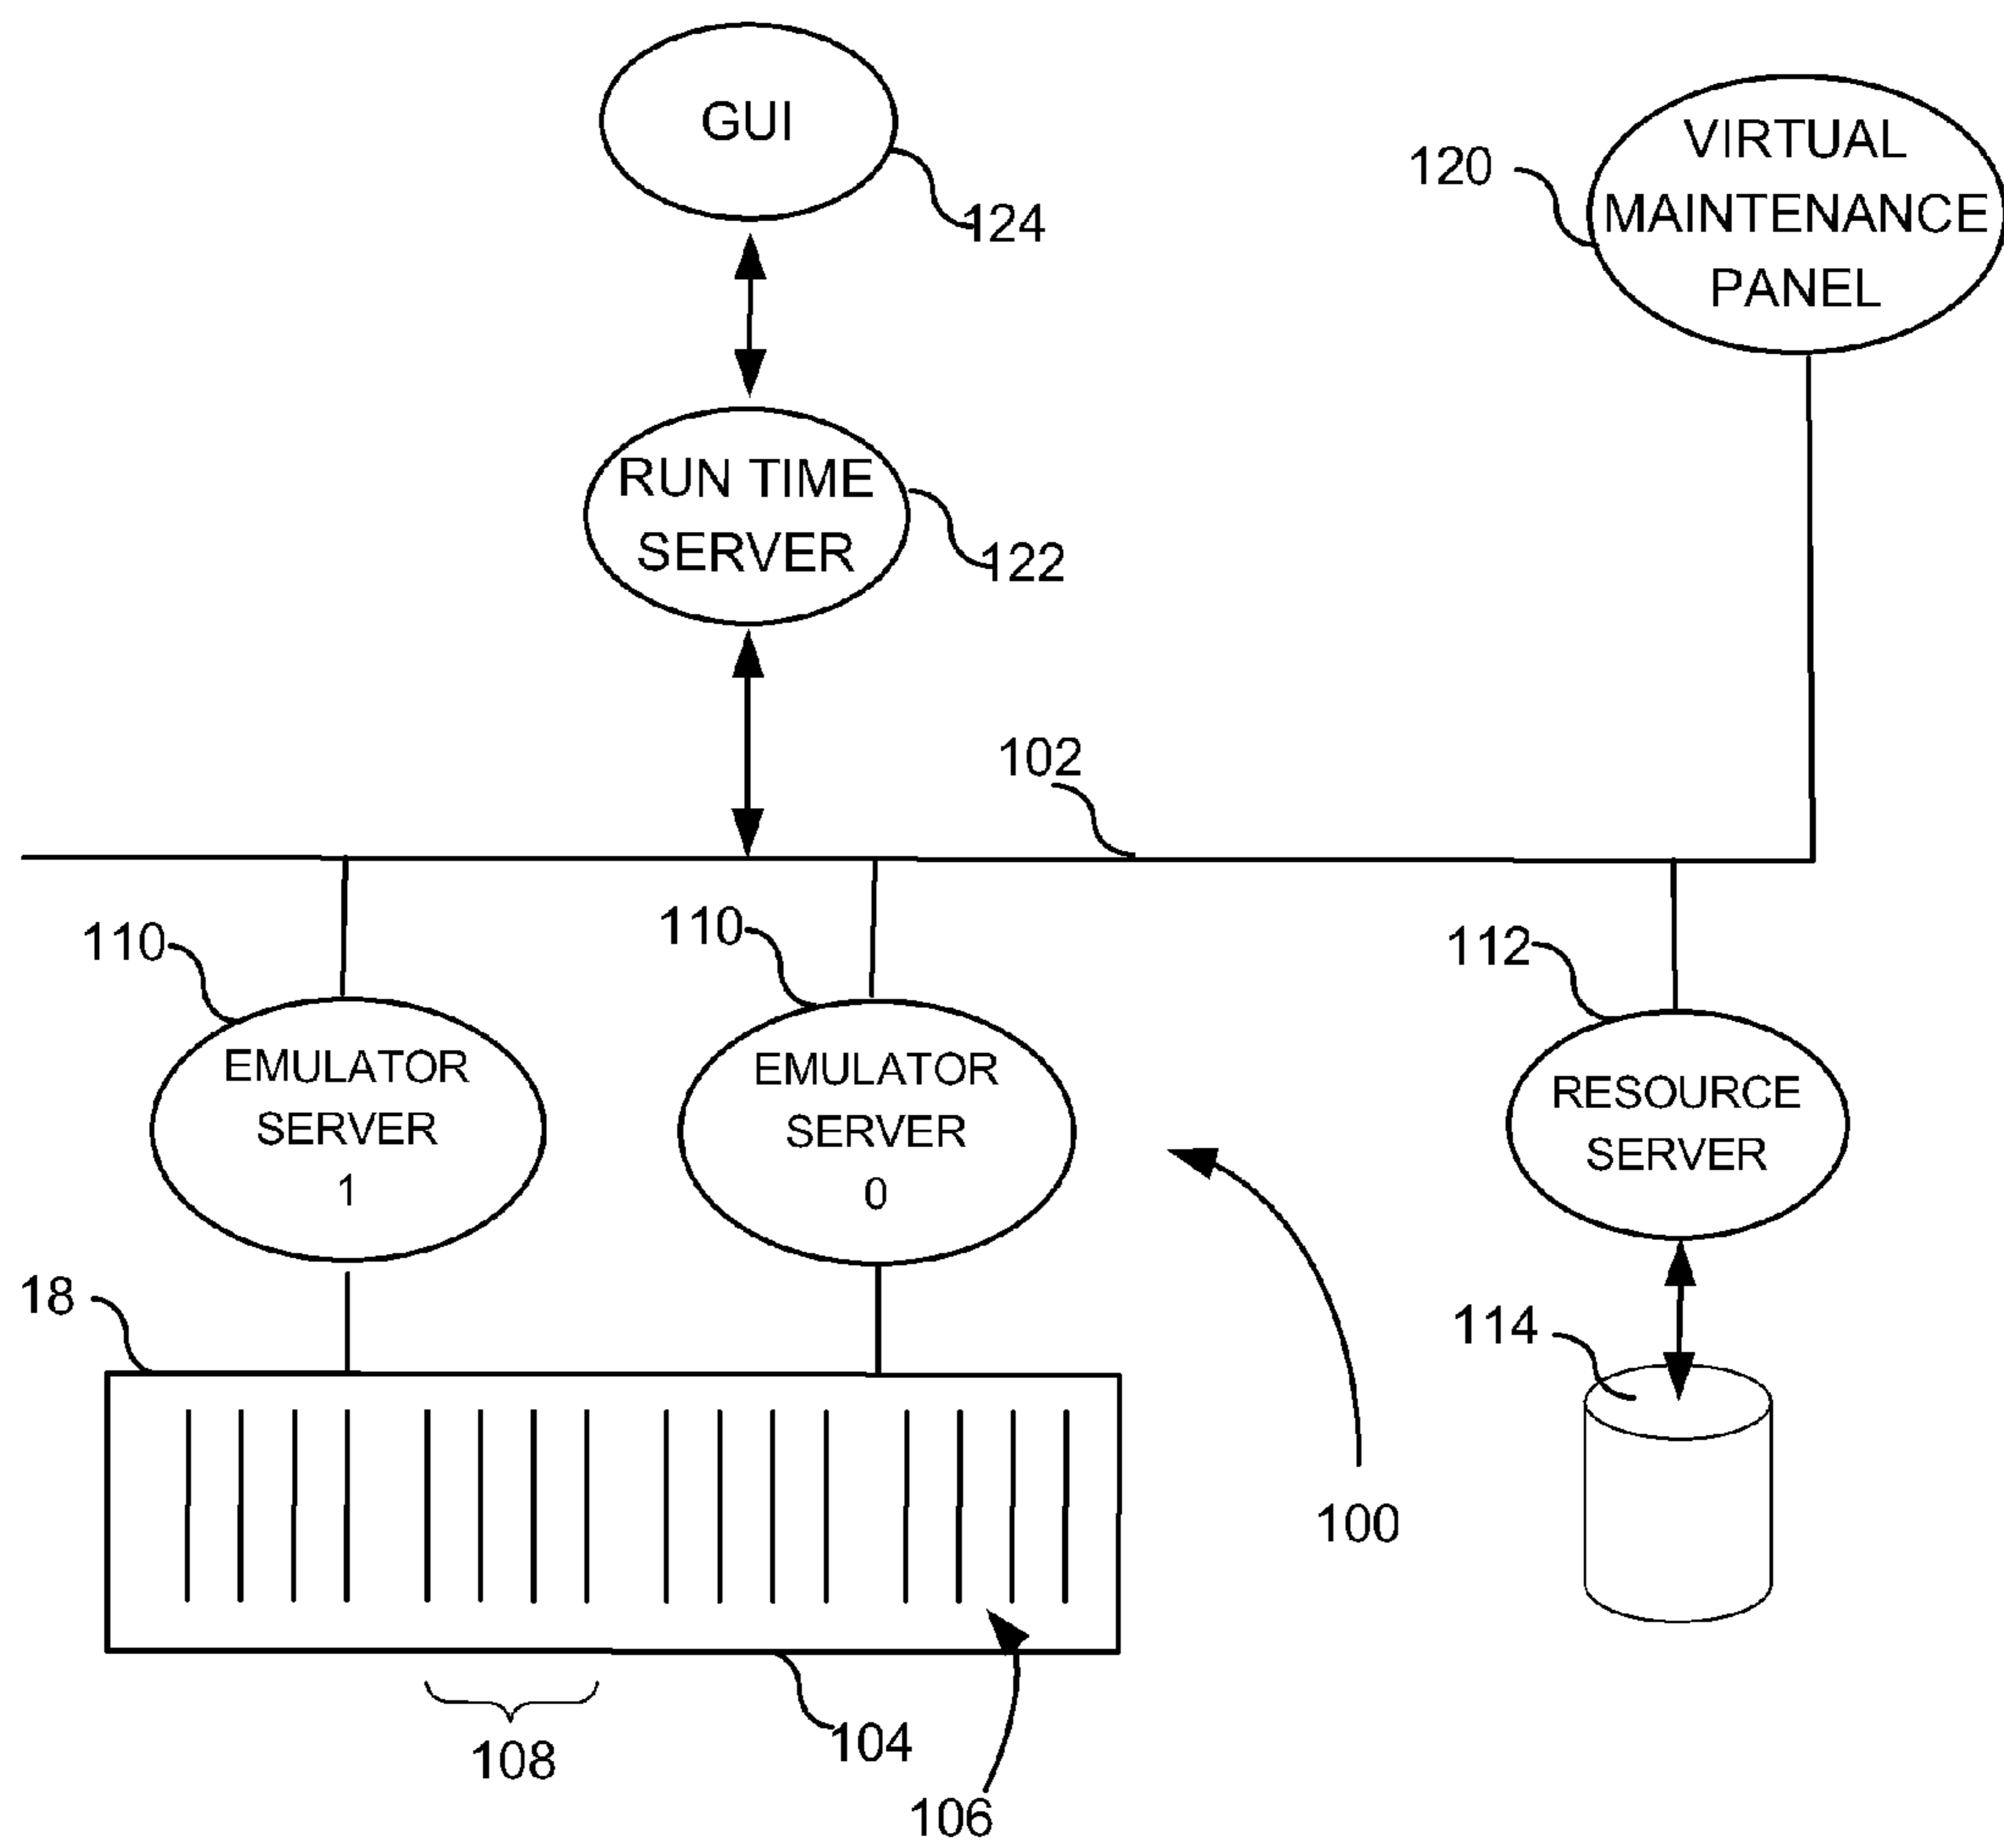 GUI
124
VIRTUAL
MAINTENANCE
PANEL
120
RUN TIME
SERVER
122
102
110
110
112
EMULATOR
SERVER
1
EMULATOR
SERVER
0
RESOURCE
SERVER
18
114
100
108
104
106